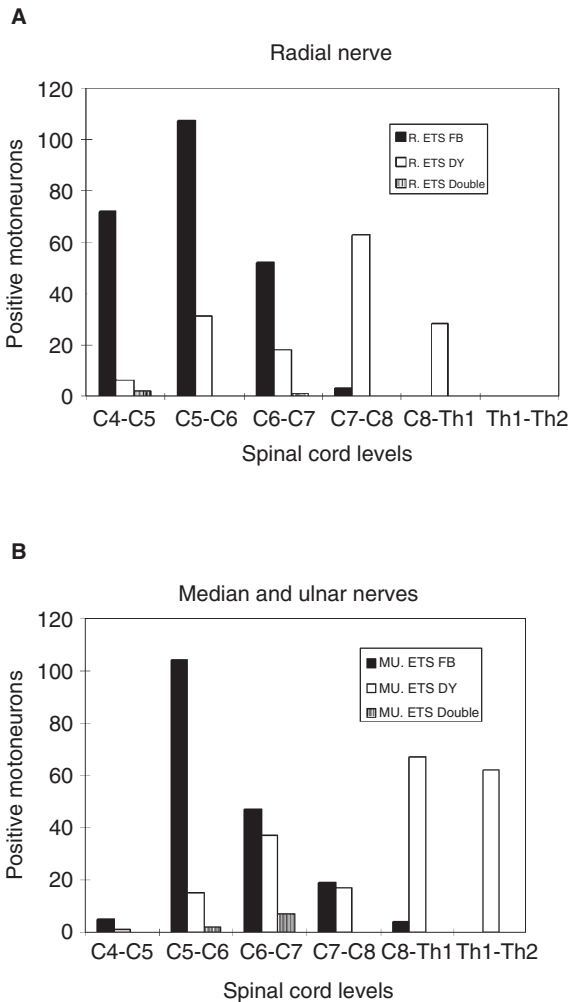 A
Radial nerve
120
100
80
60
40
20
0
Positive motoneurons
R. ETS FB
R. ETS DY
R. ETS Double
C4-C5 C5-C6 C6-C7 C7-C8 C8-Th1 Th1-Th2
Spinal cord levels
B
Median and ulnar nerves
120
100
80
60
40
20
0
Positive motoneurons
MU. ETS FB
MU. ETS DY
MU. ETS Double
C4-C5 C5-C6 C6-C7 C7-C8 C8-Th1 Th1-Th2
Spinal cord levels